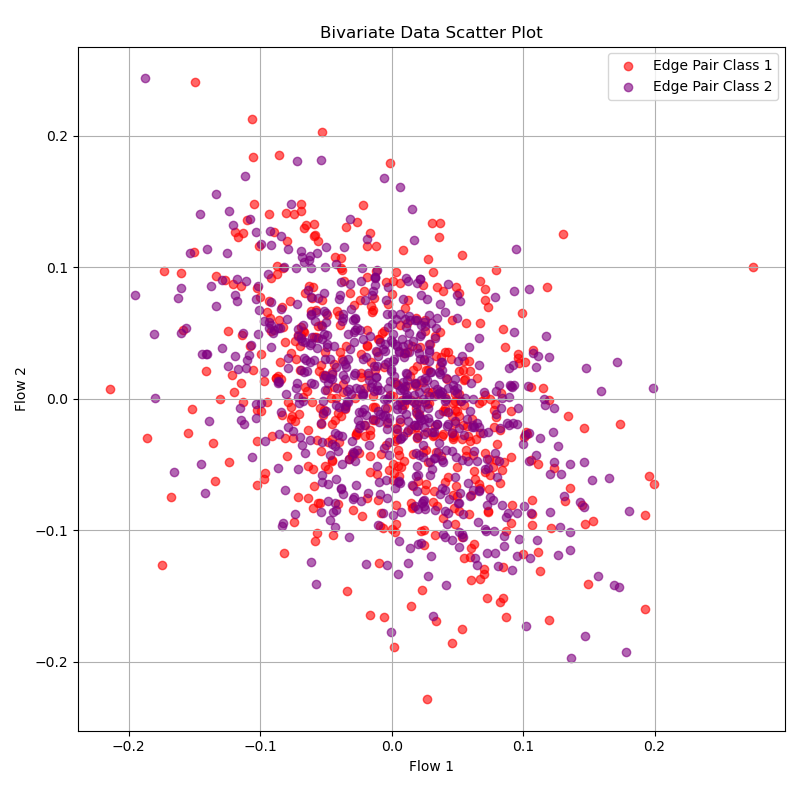 Bivariate Data Scatter Plot
Edge Pair Class 1
Edge Pair Class 2
Flow 2
0.2
0.1
0.0
−0.1
−0.2
−0.2
−0.1
0.0
0.1
0.2
Flow 1